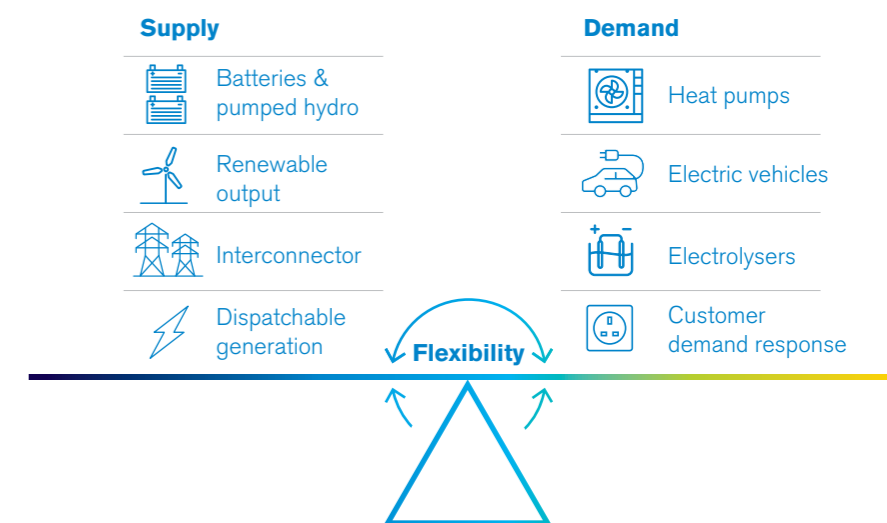 Supply
Batteries &
pumped hydro
Renewable
output
Interconnector
Dispatchable
generation
Demand
Heat pumps
Electric vehicles
+ -
Electrolysers
Customer
demand response
Flexibility